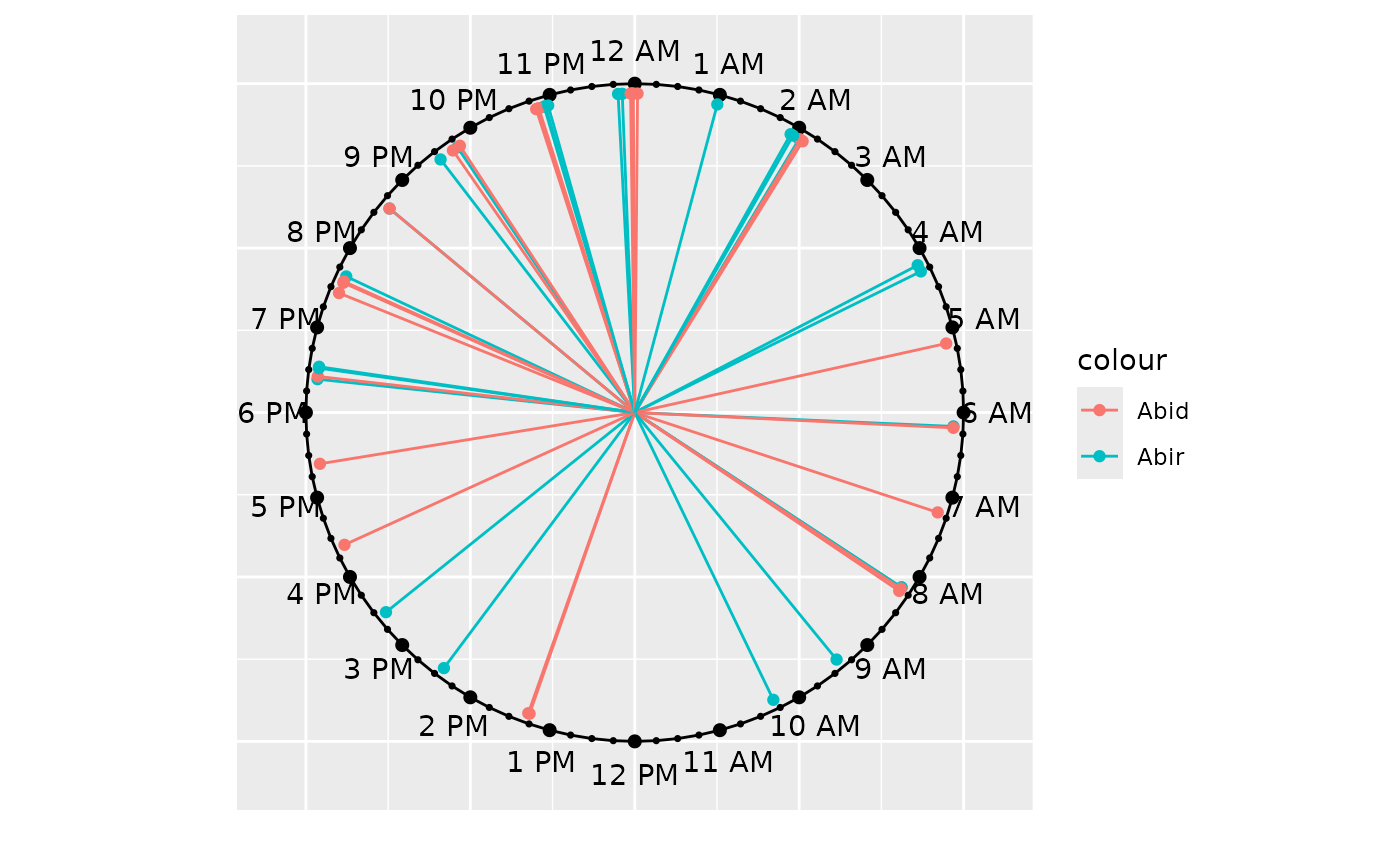 12 AM
11 PM
1 AM
10 PM
2 AM
9 PM
3 AM
8 PM
4 AM
7 PM
5 AM
6 PM
6 AM
5 PM
7 AM
4 PM
8 AM
3 PM
9 AM
2 PM
10 AM
1 PM
11 AM
12 PM
colour
Abid
Abir